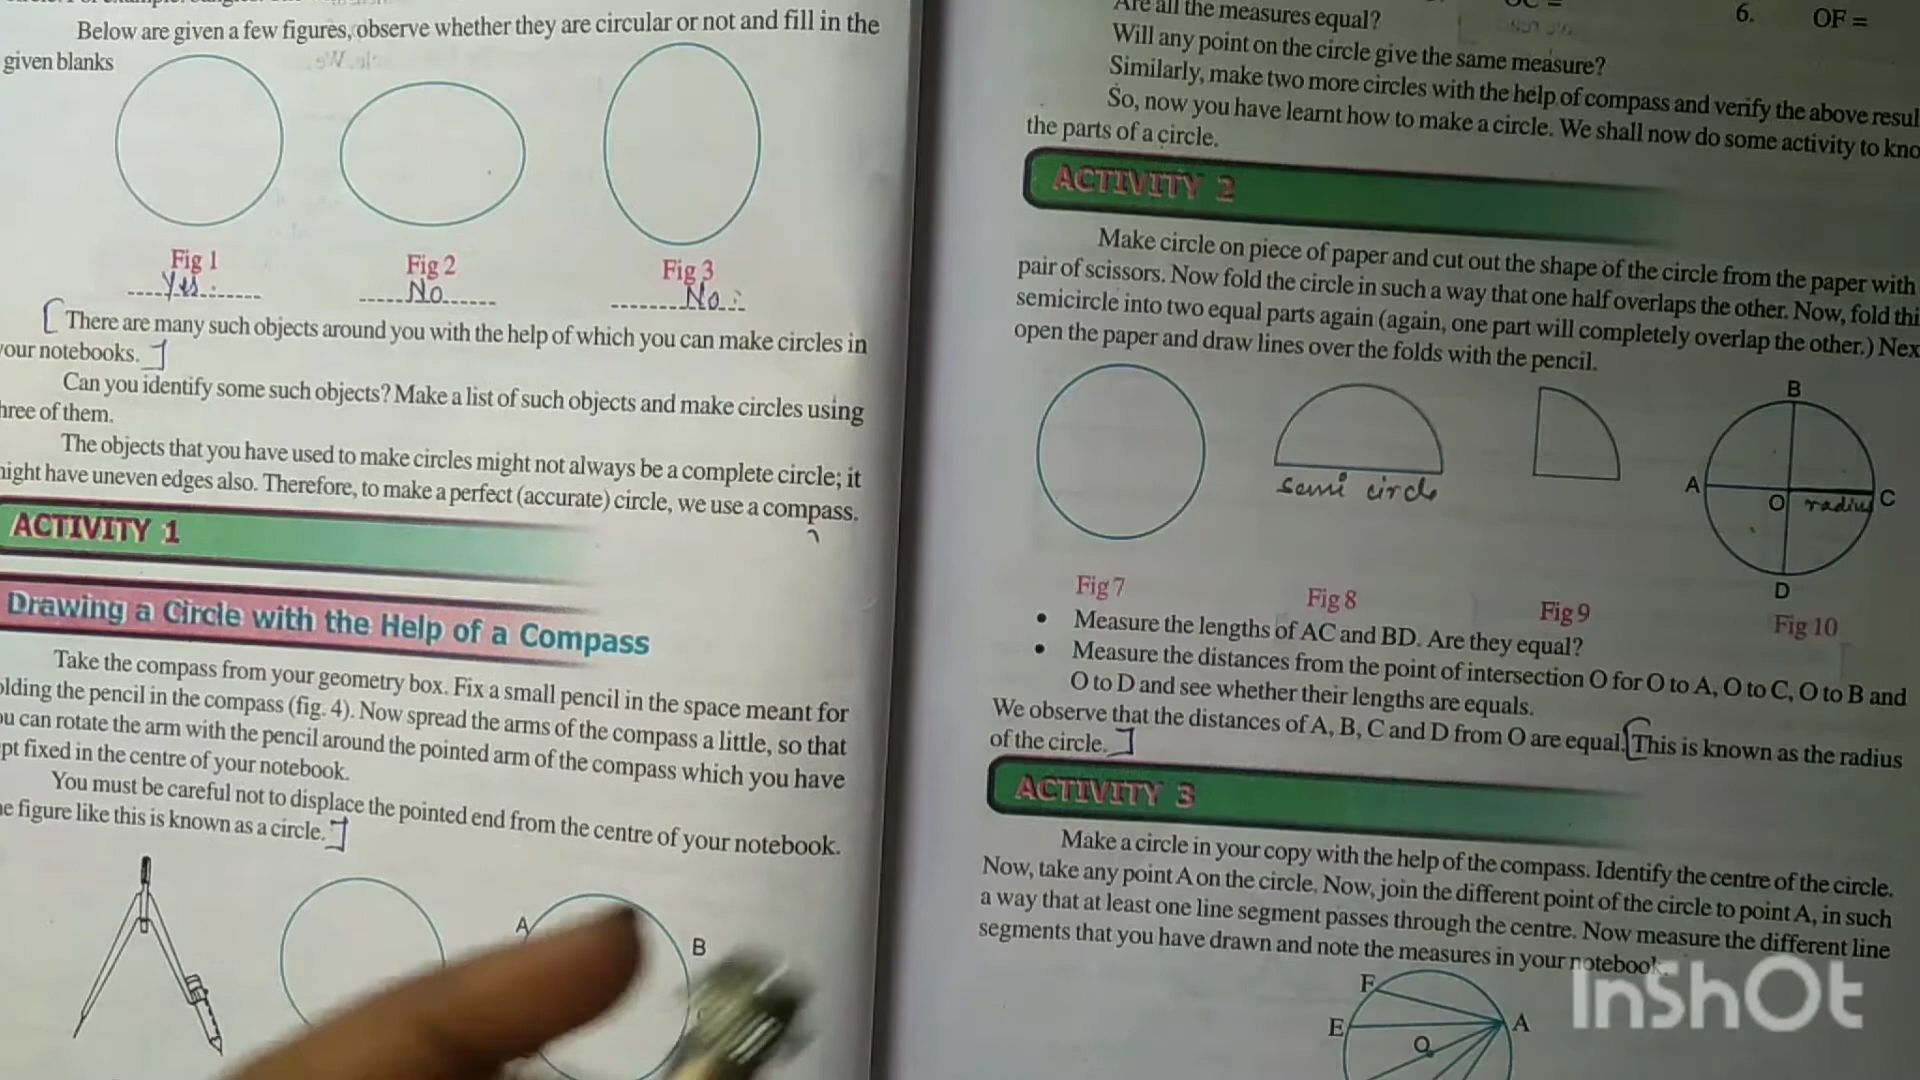 Below are given a few figures, observe whether they are circular or not and fill in the
given blanks
Fig 1
Fig 2
Fig 3
Yes
No
No
There are many such objects around you with the help of which you can make circles in
your notebooks.
Can you identify some such objects? Make a list of such objects and make circles using
three of them.
The objects that you have used to make circles might not always be a complete circle; it
might have uneven edges also. Therefore, to make a perfect (accurate) circle, we use a compass.
ACTIVITY 1
Drawing a Circle with the Help of a Compass
Take the compass from your geometry box. Fix a small pencil in the space meant for
olding the pencil in the compass (fig. 4). Now spread the arms of the compass a little, so that
ou can rotate the arm with the pencil around the pointed arm of the compass which you have
pt fixed in the centre of your notebook.
You must be careful not to displace the pointed end from the centre of your notebook.
he figure like this is known as a circle.
A
B
Are all the measures equal?
6. OF =
Will any point on the circle give the same measure?
Similarly, make two more circles with the help of compass and verify the above resul
So, now you have learnt how to make a circle. We shall now do some activity to kno
the parts of a circle.
ACTIVITY 2
Make circle on piece of paper and cut out the shape of the circle from the paper with
pair of scissors. Now fold the circle in such a way that one half overlaps the other. Now, fold thi
semicircle into two equal parts again (again, one part will completely overlap the other.) Nex
open the paper and draw lines over the folds with the pencil.
B
A
O
radius
C
D
semi circle
Fig 7
Fig 8
Fig 9
Fig 10
• Measure the lengths of AC and BD. Are they equal?
• Measure the distances from the point of intersection O for O to A, O to C, O to B and
O to D and see whether their lengths are equals.
We observe that the distances of A, B, C and D from O are equal. This is known as the radius
of the circle.
ACTIVITY 3
Make a circle in your copy with the help of the compass. Identify the centre of the circle.
Now, take any point A on the circle. Now, join the different point of the circle to point A, in such
a way that at least one line segment passes through the centre. Now measure the different line
segments that you have drawn and note the measures in your notebook.
F
E
A
O
InShOt